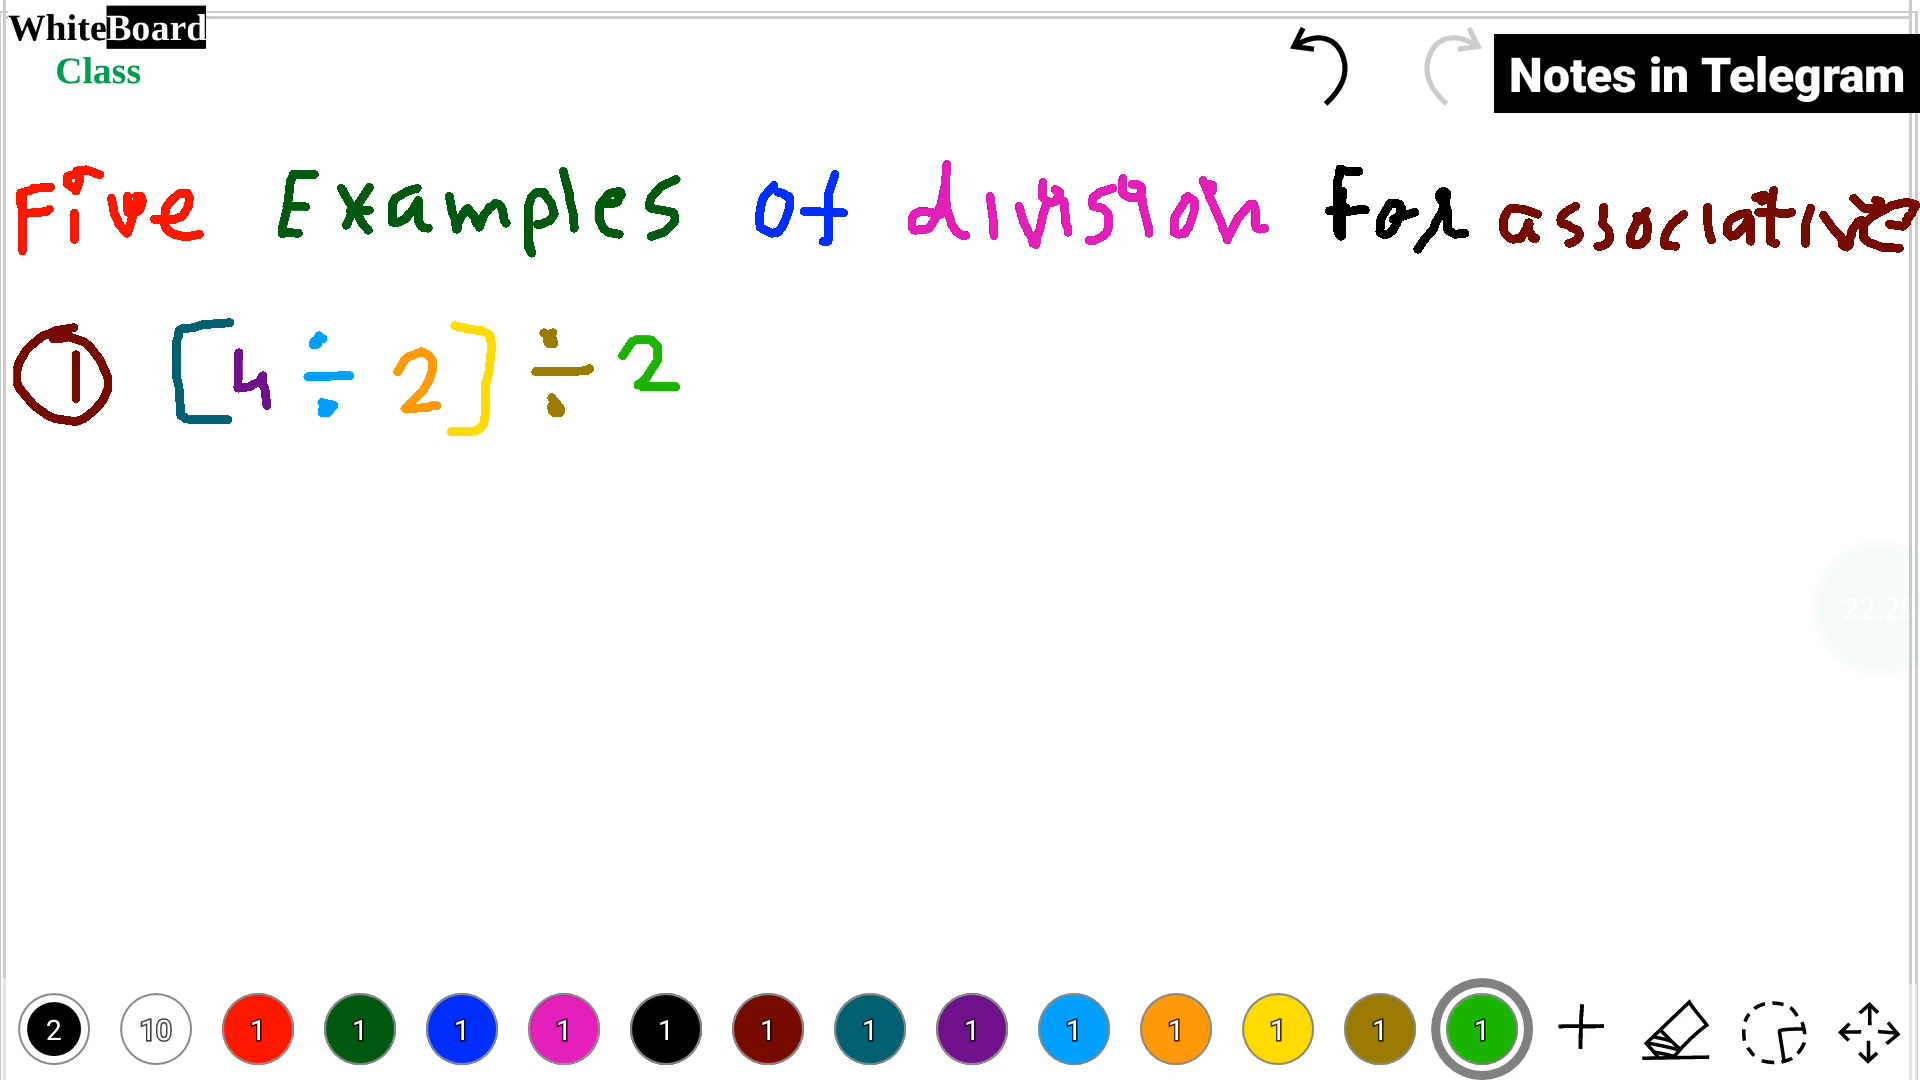 WhiteBoard
Class
Notes in Telegram
Five Examples of division for associative
1 [4 ÷ 2] ÷ 2
2 10 1 1 1 1 1 1 1 1 1 1 1 1 1